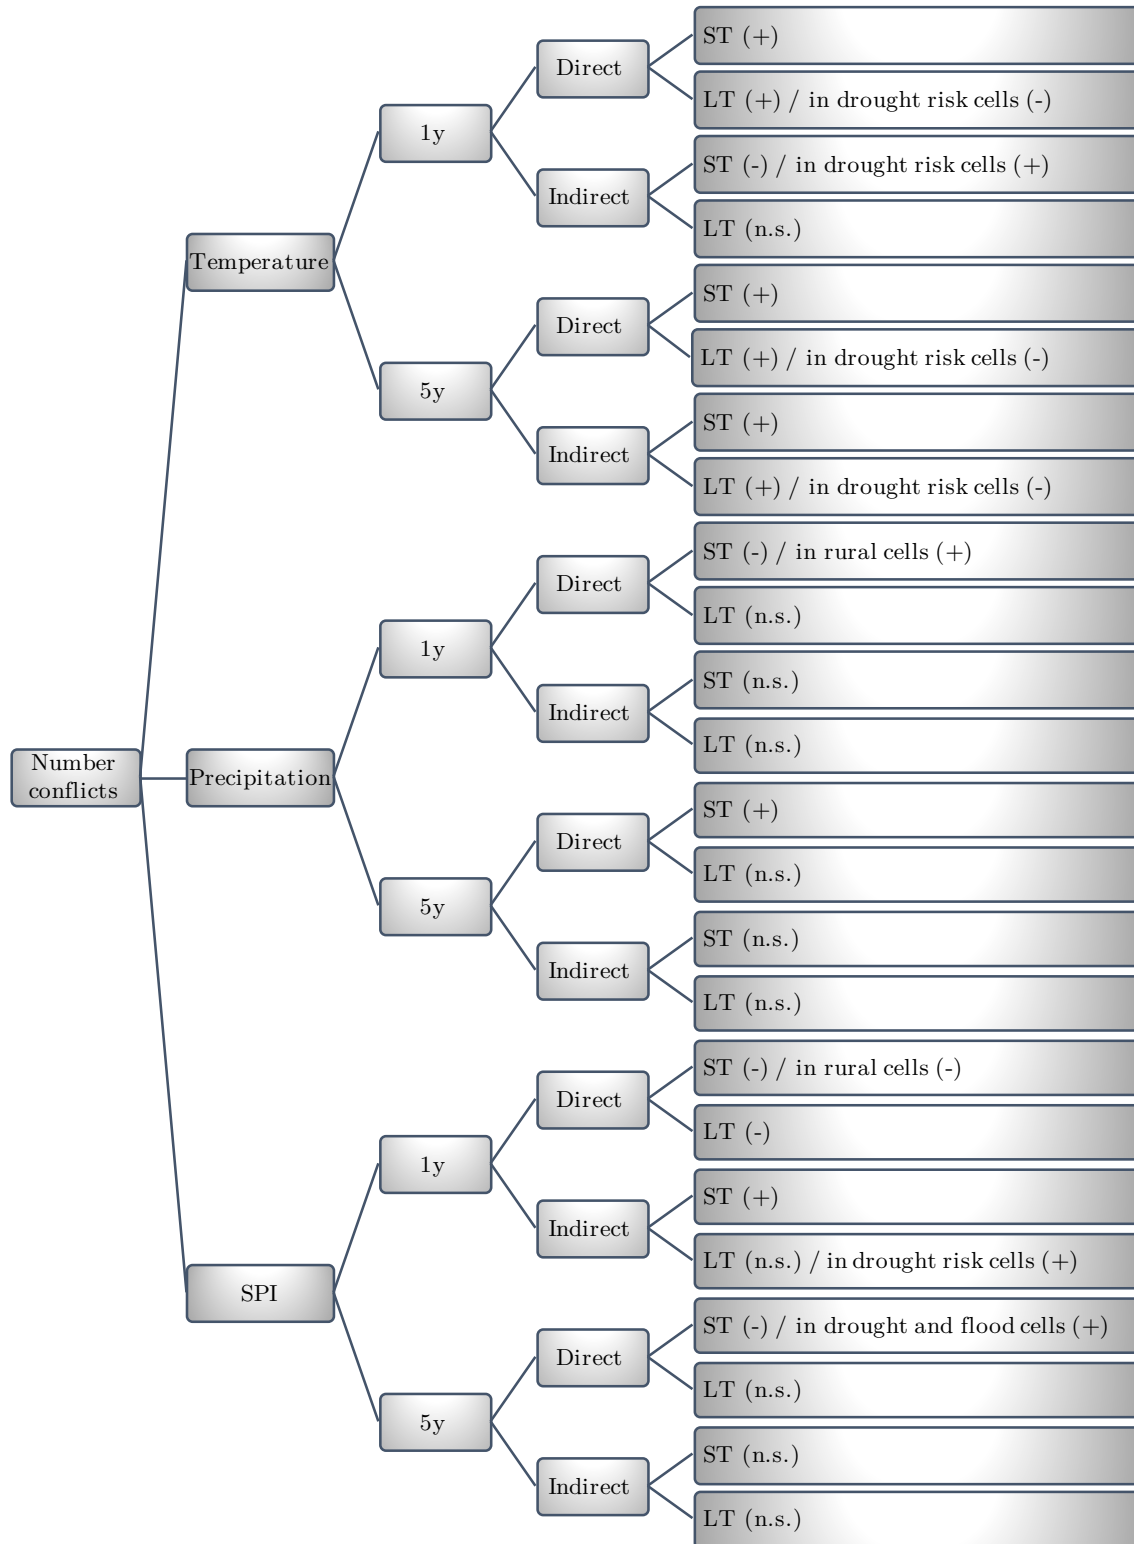 Number
conflicts
Temperature
1y
Direct
ST (+)
LT (+) / in drought risk cells (-)
Indirect
ST (-) / in drought risk cells (+)
LT (n.s.)
5y
Direct
ST (+)
LT (+) / in drought risk cells (-)
Indirect
ST (+)
LT (+) / in drought risk cells (-)
Precipitation
1y
Direct
ST (-) / in rural cells (+)
LT (n.s.)
Indirect
ST (n.s.)
LT (n.s.)
5y
Direct
ST (+)
LT (n.s.)
Indirect
ST (n.s.)
LT (n.s.)
SPI
1y
Direct
ST (-) / in rural cells (-)
LT (-)
Indirect
ST (+)
LT (n.s.) / in drought risk cells (+)
5y
Direct
ST (-) / in drought and flood cells (+)
LT (n.s.)
Indirect
ST (n.s.)
LT (n.s.)